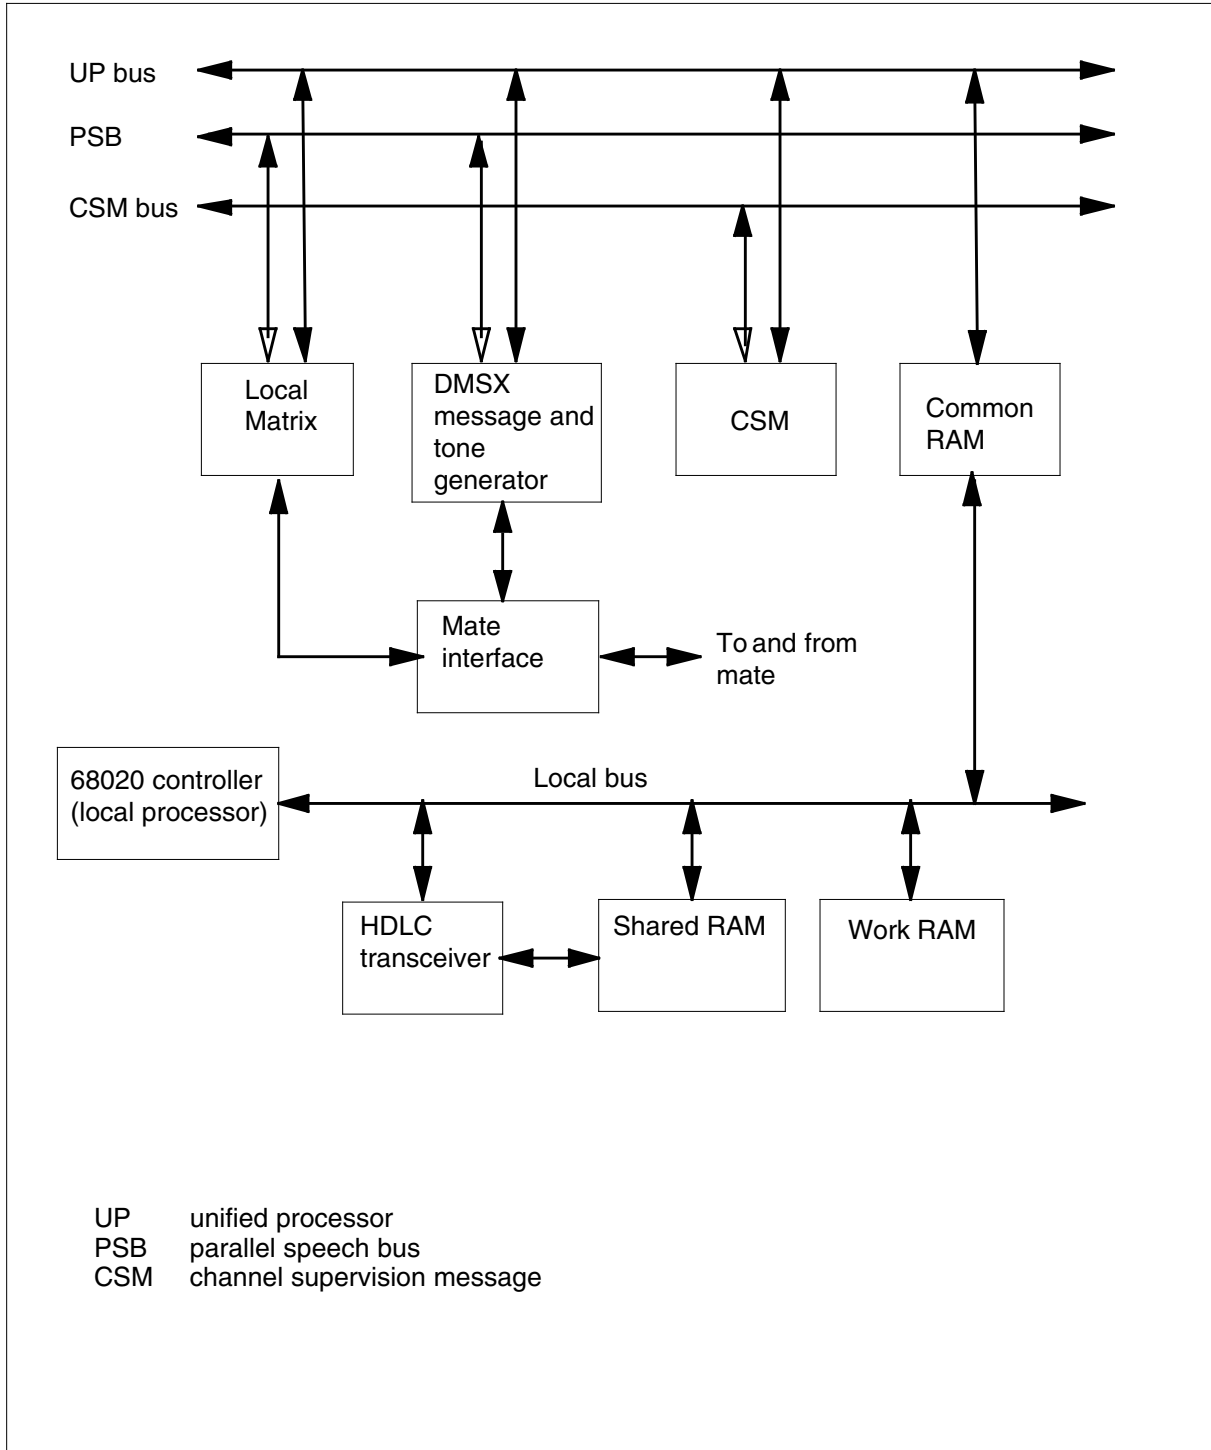 UP bus
PSB
CSM bus
Local
Matrix
DMSX
message and
tone
generator
CSM
Common
RAM
Mate
interface
To and from
mate
68020 controller
(local processor)
Local bus
HDLC
transceiver
Shared RAM
Work RAM
UP unified processor
PSB parallel speech bus
CSM channel supervision message